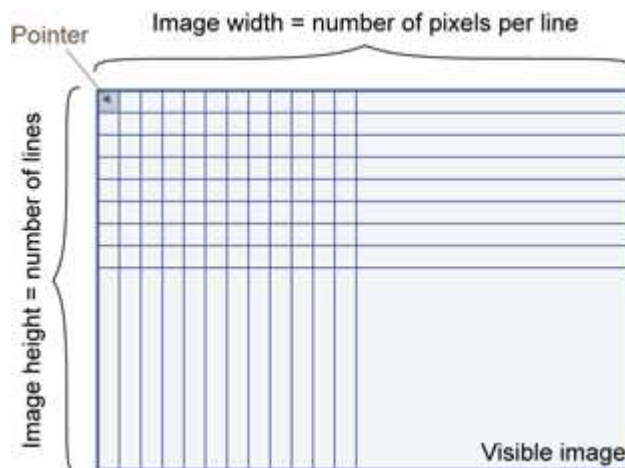 Image width = number of pixels per line
Pointer
Image height = number of lines
Visible image